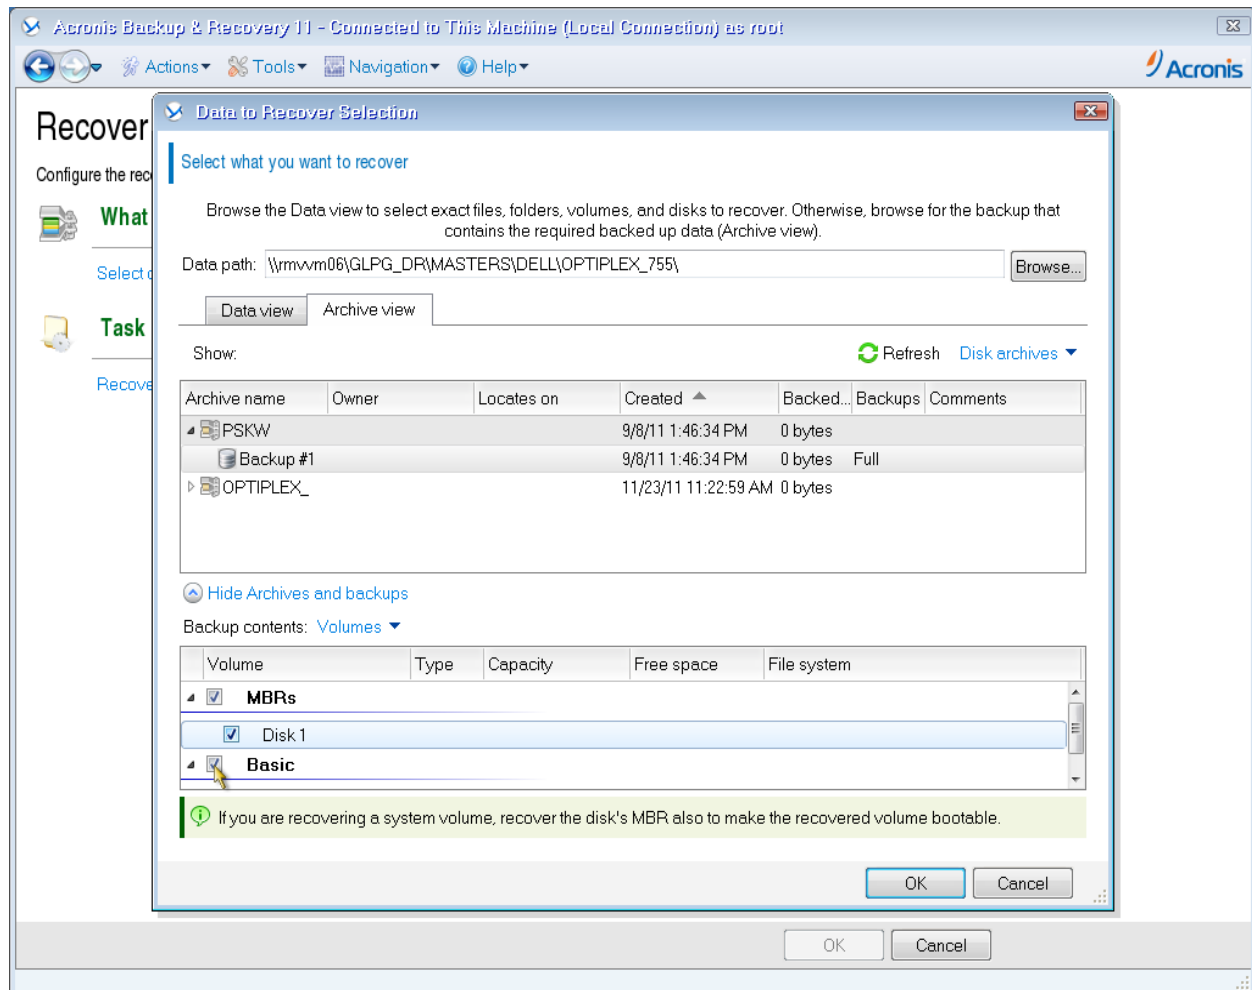 Acronis Backup & Recovery 11 - Connected to This Machine (Local Connection) as root
Actions Tools Navigation Help Acronis
Recover
Configure the rec
What
Select
Task
Recove
Data to Recover Selection
Select what you want to recover
Browse the Data view to select exact files, folders, volumes, and disks to recover. Otherwise, browse for the backup that
contains the required backed up data (Archive view).
Data path: \\rmvvm06\GLPG_DR\MASTERS\DELL\OPTIPLEX_755\ Browse...
Data view Archive view
Show: Refresh Disk archives
Archive name Owner Locates on Created Backed... Backups Comments
PSKW 9/8/11 1:46:34 PM 0 bytes
Backup #1 9/8/11 1:46:34 PM 0 bytes Full
OPTIPLEX_ 11/23/11 11:22:59 AM 0 bytes
Hide Archives and backups
Backup contents: Volumes
Volume Type Capacity Free space File system
MBRs
Disk 1
Basic
If you are recovering a system volume, recover the disk's MBR also to make the recovered volume bootable.
OK Cancel
OK Cancel